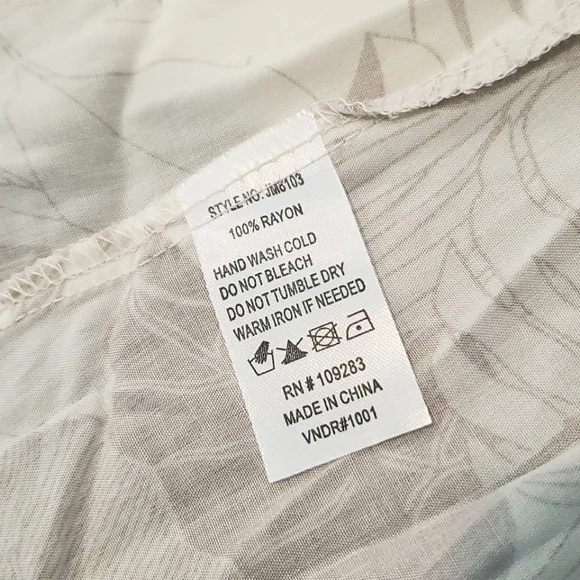 STYLE NO: JM8103
100% RAYON
HAND WASH COLD
DO NOT BLEACH
DO NOT TUMBLE DRY
WARM IRON IF NEEDED
RN # 109283
MADE IN CHINA
VNDR#1001